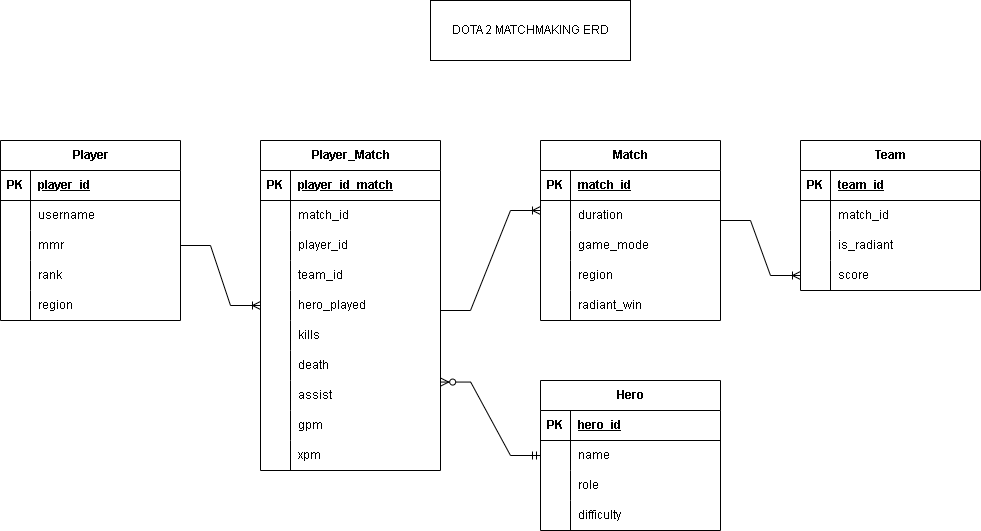 DOTA 2 MATCHMAKING ERD
Player
PK player_id
username
mmr
rank
region
Player_Match
PK player_id_match
match_id
player_id
team_id
hero_played
kills
death
assist
gpm
xpm
Match
PK match_id
duration
game_mode
region
radiant_win
Team
PK team_id
match_id
is_radiant
score
Hero
PK hero_id
name
role
difficulty